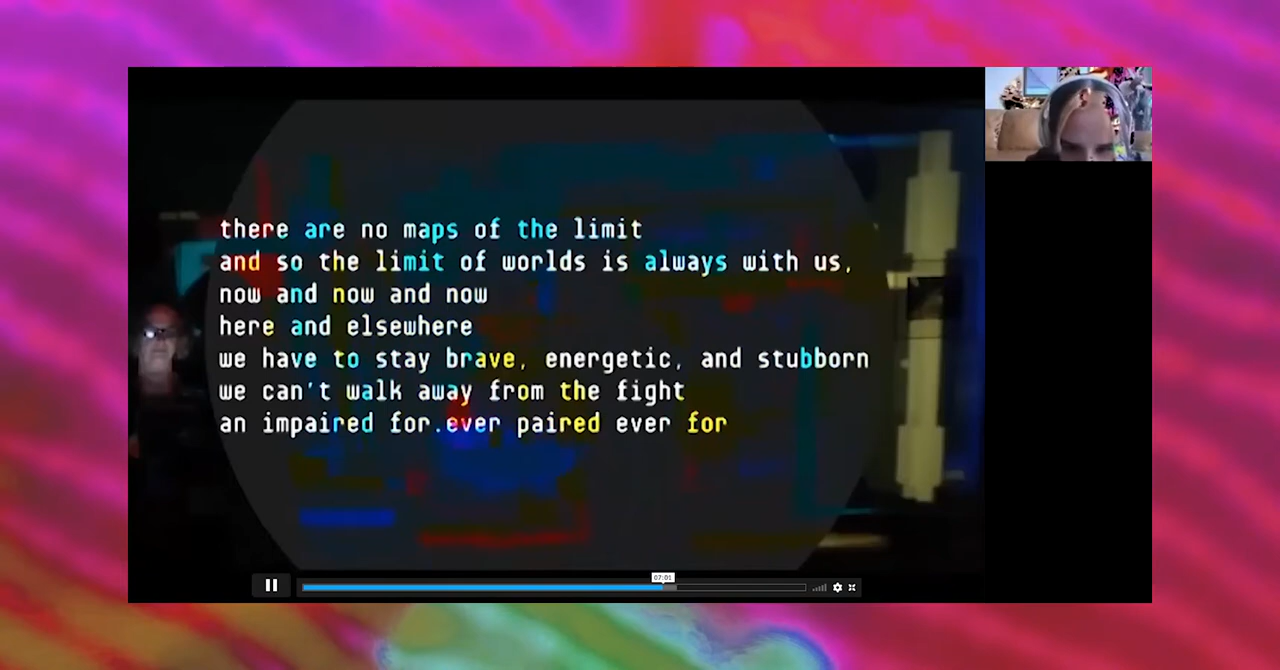 there are no maps of the limit
and so the limit of worlds is always with us,
now and now and now
here and elsewhere
we have to stay brave, energetic, and stubborn
we can't walk away from the fight
an impaired for.ever paired ever for
07:01